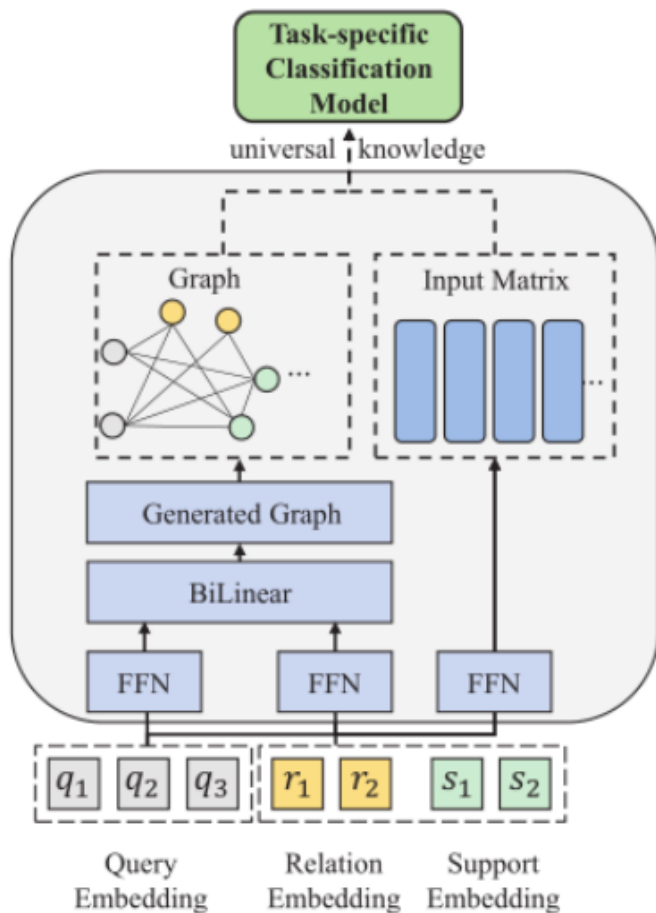 Task-specific
Classification
Model
universal knowledge
Graph
Input Matrix
...
...
Generated Graph
BiLinear
FFN
FFN
FFN
q₁ q₂ q₃ r₁ r₂ s₁ s₂
Query
Embedding
Relation
Embedding
Support
Embedding